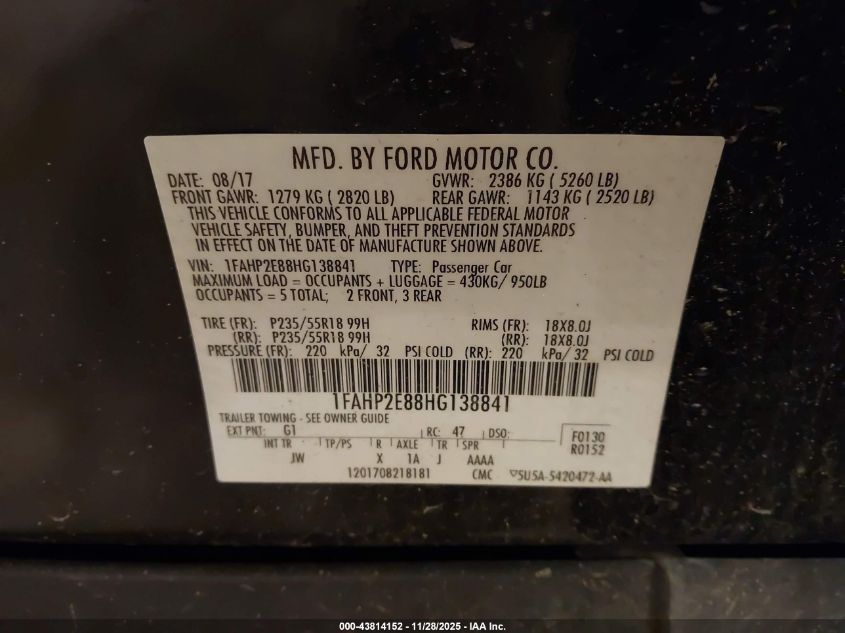 MFD. BY FORD MOTOR CO.
DATE: 08/17 GVWR: 2386 KG ( 5260 LB)
FRONT GAWR: 1279 KG ( 2820 LB) REAR GAWR: 1143 KG ( 2520 LB)
THIS VEHICLE CONFORMS TO ALL APPLICABLE FEDERAL MOTOR
VEHICLE SAFETY, BUMPER, AND THEFT PREVENTION STANDARDS
IN EFFECT ON THE DATE OF MANUFACTURE SHOWN ABOVE.
VIN: 1FAHP2E88HG138841 TYPE: Passenger Car
MAXIMUM LOAD = OCCUPANTS + LUGGAGE = 430KG/ 950LB
OCCUPANTS = 5 TOTAL; 2 FRONT, 3 REAR
TIRE (FR): P235/55R18 99H RIMS (FR): 18X8.0J
(RR): P235/55R18 99H (RR): 18X8.0J
PRESSURE (FR): 220 kPa/ 32 PSI COLD (RR): 220 kPa/ 32 PSI COLD
1FAHP2E88HG138841
TRAILER TOWING - SEE OWNER GUIDE
EXT PNT: G1 RC: 47 DSO: F0130
INT TR TP/PS R AXLE TR SPR R0152
JW X 1A J AAAA
1201708218181 CMC 5U5A-5420472-AA
000-43814152 - 11/28/2025 - IAA Inc.